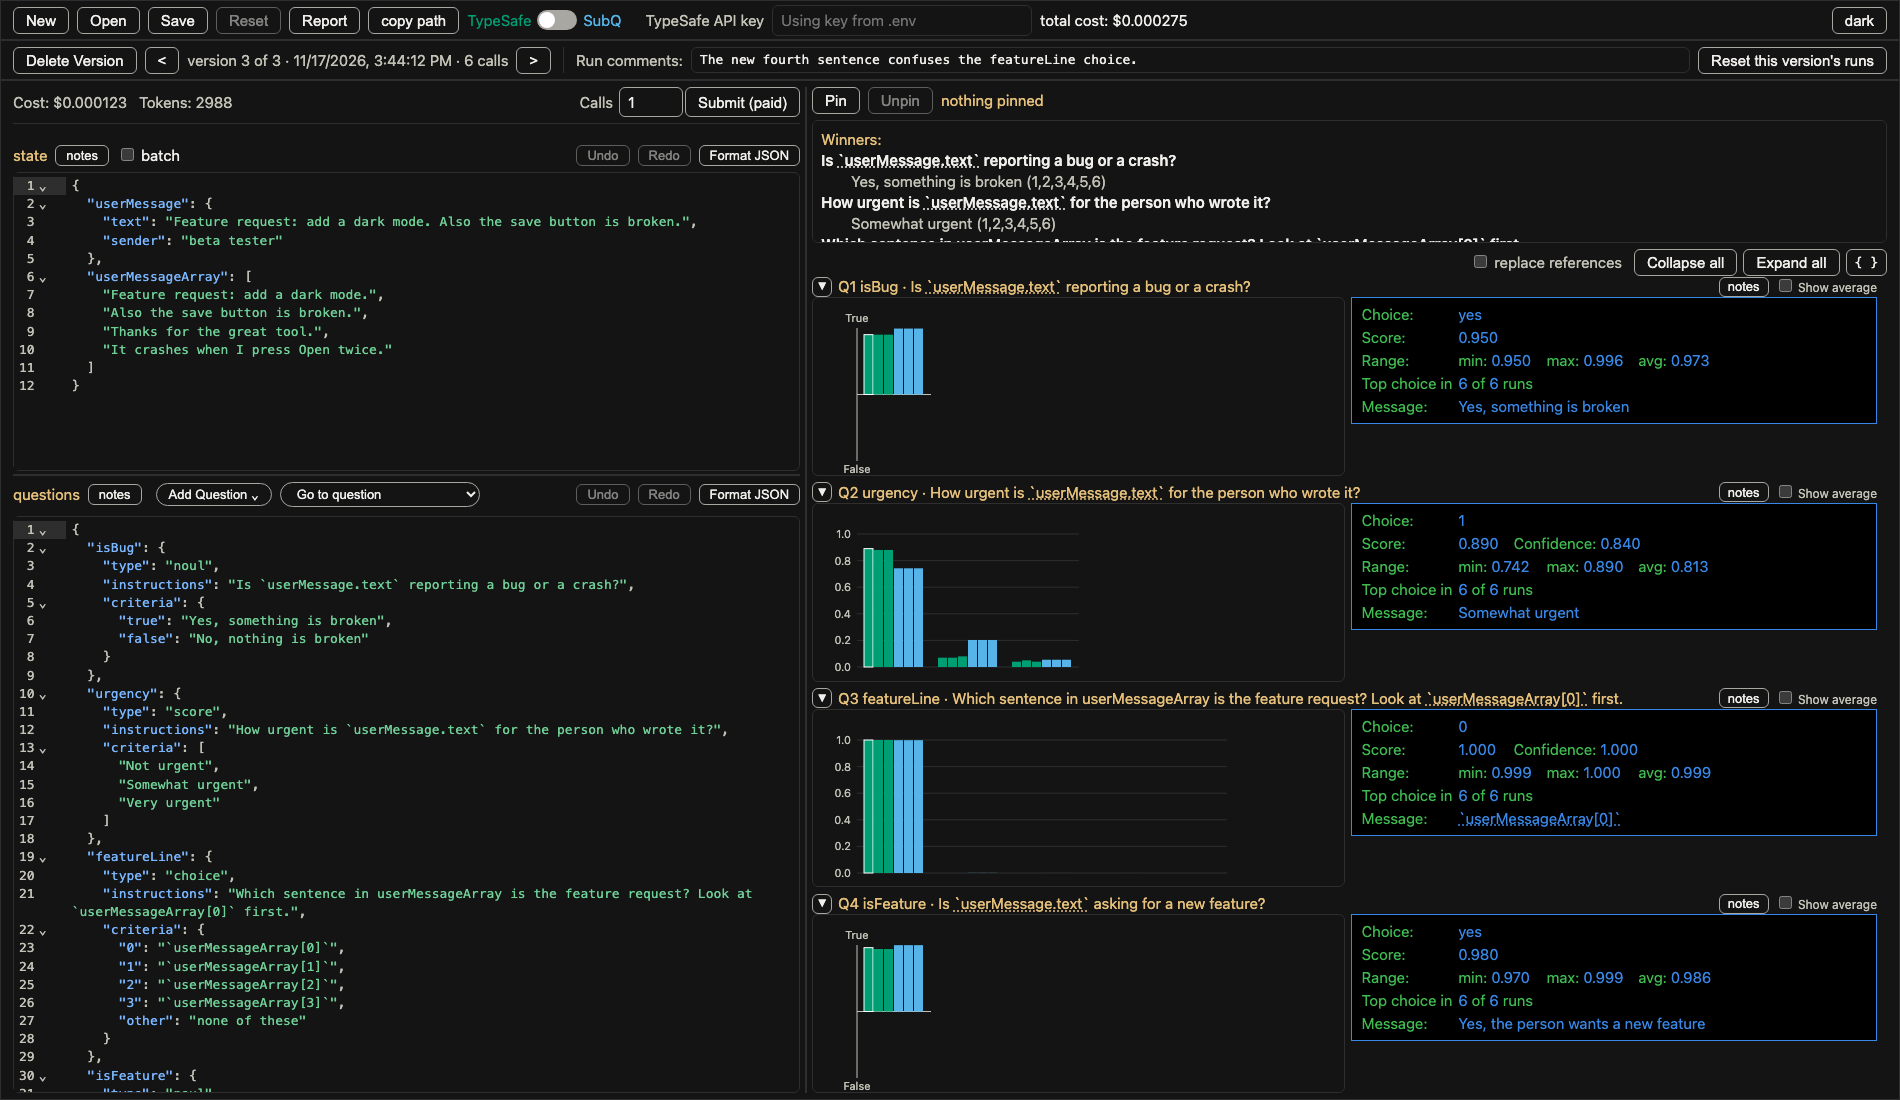 New Open Save Reset Report copy path TypeSafe SubQ TypeSafe API key Using key from .env total cost: $0.000275 dark
Delete Version < version 3 of 3 · 11/17/2026, 3:44:12 PM · 6 calls > Run comments: The new fourth sentence confuses the featureLine choice. Reset this version's runs
Cost: $0.000123 Tokens: 2988 Calls 1 Submit (paid)
state notes batch Undo Redo Format JSON
1 {
2 "userMessage": {
3 "text": "Feature request: add a dark mode. Also the save button is broken.",
4 "sender": "beta tester"
5 },
6 "userMessageArray": [
7 "Feature request: add a dark mode.",
8 "Also the save button is broken.",
9 "Thanks for the great tool.",
10 "It crashes when I press Open twice."
11 ]
12 }
questions notes Add Question Go to question Undo Redo Format JSON
1 {
2 "isBug": {
3 "type": "noul",
4 "instructions": "Is `userMessage.text` reporting a bug or a crash?",
5 "criteria": {
6 "true": "Yes, something is broken",
7 "false": "No, nothing is broken"
8 }
9 },
10 "urgency": {
11 "type": "score",
12 "instructions": "How urgent is `userMessage.text` for the person who wrote it?",
13 "criteria": [
14 "Not urgent",
15 "Somewhat urgent",
16 "Very urgent"
17 ]
18 },
19 "featureLine": {
20 "type": "choice",
21 "instructions": "Which sentence in userMessageArray is the feature request? Look at
`userMessageArray[0]` first.",
22 "criteria": {
23 "0": "`userMessageArray[0]`",
24 "1": "`userMessageArray[1]`",
25 "2": "`userMessageArray[2]`",
26 "3": "`userMessageArray[3]`",
27 "other": "none of these"
28 }
29 },
30 "isFeature": {
31 "type": "noul"
Pin Unpin nothing pinned
Winners:
Is `userMessage.text` reporting a bug or a crash?
Yes, something is broken (1,2,3,4,5,6)
How urgent is `userMessage.text` for the person who wrote it?
Somewhat urgent (1,2,3,4,5,6)
Which sentence in userMessageArray is the feature request? Look at `userMessageArray[0]` first.
replace references Collapse all Expand all { }
▼ Q1 isBug · Is `userMessage.text` reporting a bug or a crash? notes Show average
True
False
Choice: yes
Score: 0.950
Range: min: 0.950 max: 0.996 avg: 0.973
Top choice in 6 of 6 runs
Message: Yes, something is broken
▼ Q2 urgency · How urgent is `userMessage.text` for the person who wrote it? notes Show average
1.0
0.8
0.6
0.4
0.2
0.0
Choice: 1
Score: 0.890 Confidence: 0.840
Range: min: 0.742 max: 0.890 avg: 0.813
Top choice in 6 of 6 runs
Message: Somewhat urgent
▼ Q3 featureLine · Which sentence in userMessageArray is the feature request? Look at `userMessageArray[0]` first. notes Show average
1.0
0.8
0.6
0.4
0.2
0.0
Choice: 0
Score: 1.000 Confidence: 1.000
Range: min: 0.999 max: 1.000 avg: 0.999
Top choice in 6 of 6 runs
Message: `userMessageArray[0]`
▼ Q4 isFeature · Is `userMessage.text` asking for a new feature? notes Show average
True
False
Choice: yes
Score: 0.980
Range: min: 0.970 max: 0.999 avg: 0.986
Top choice in 6 of 6 runs
Message: Yes, the person wants a new feature